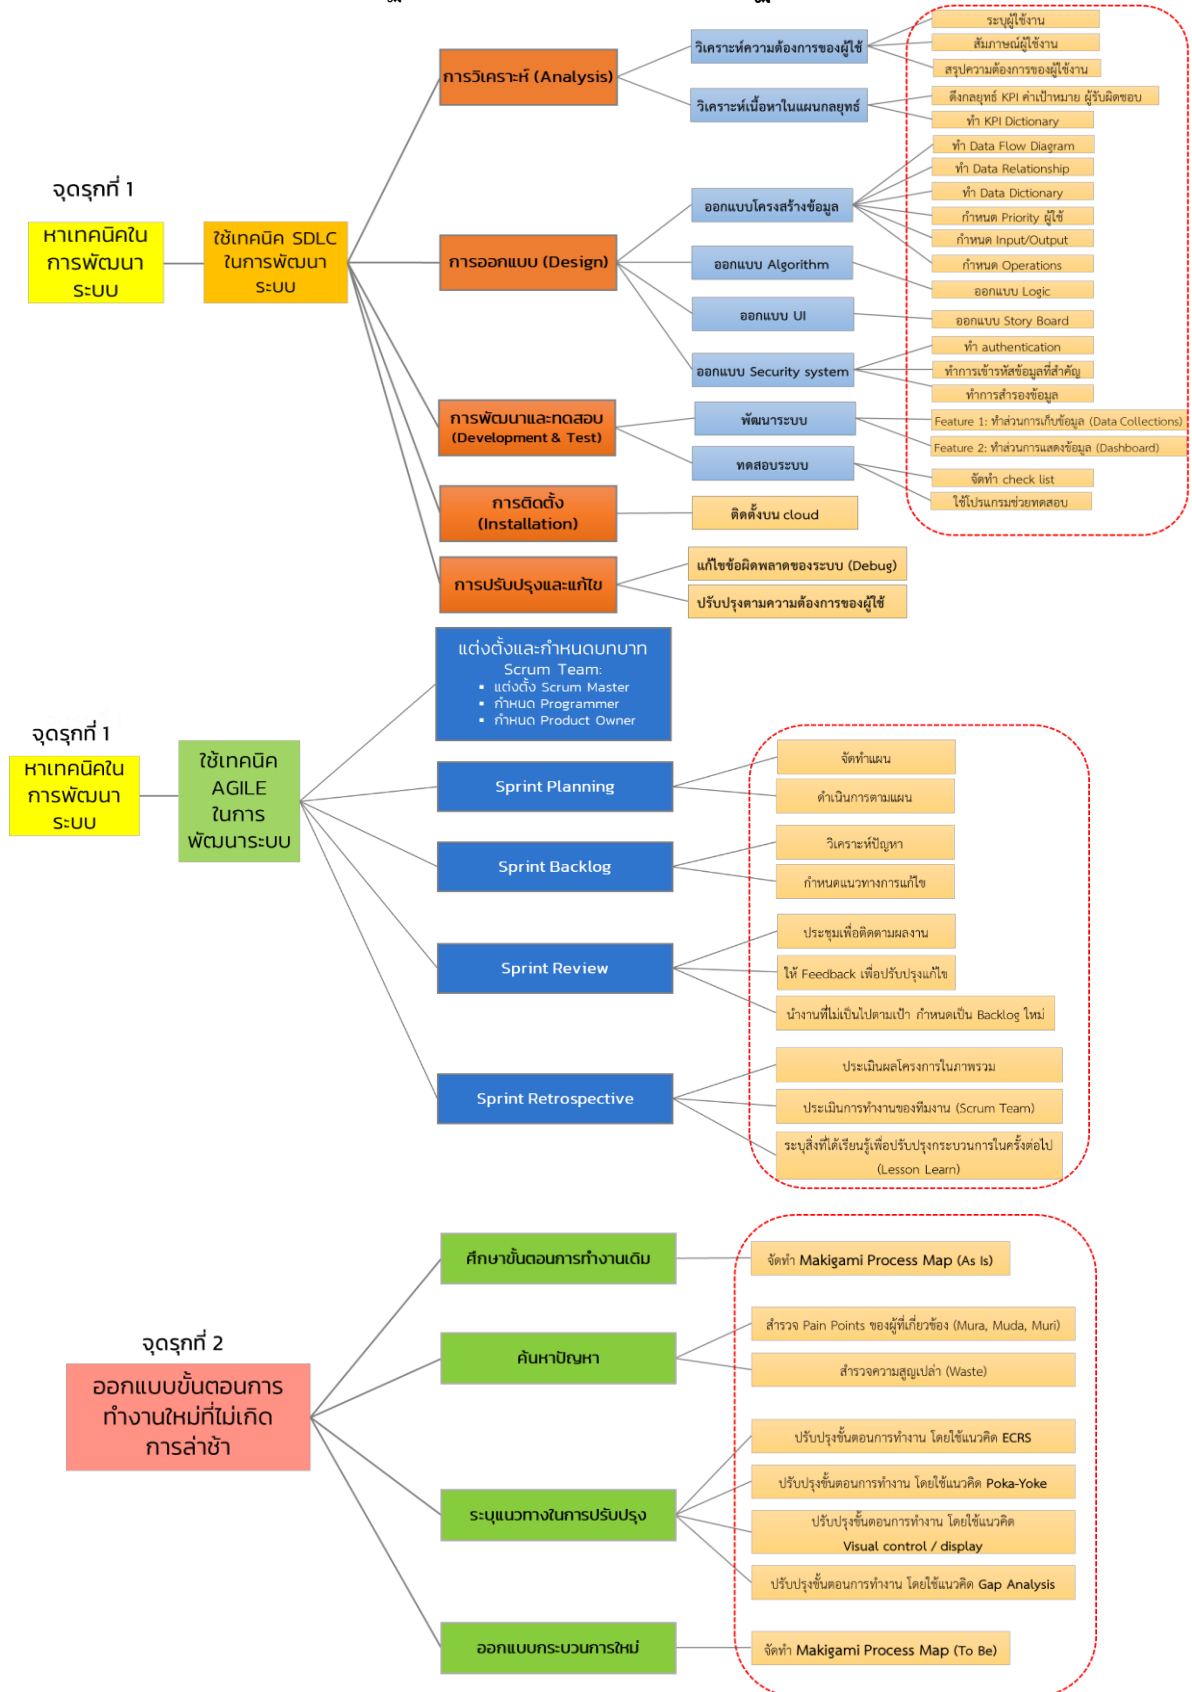 การวิเคราะห์ (Analysis)
วิเคราะห์ความต้องการของผู้ใช้
ระบุผู้ใช้งาน
สัมภาษณ์ผู้ใช้งาน
สรุปความต้องการของผู้ใช้งาน
วิเคราะห์เนื้อหาในแผนกลยุทธ์
ดึงกลยุทธ์ KPI ค่าเป้าหมาย ผู้รับผิดชอบ
ทำ KPI Dictionary
จุดรุกที่ 1
หาเทคนิคใน
การพัฒนา
ระบบ
ใช้เทคนิค SDLC
ในการพัฒนา
ระบบ
การออกแบบ (Design)
ออกแบบโครงสร้างข้อมูล
ทำ Data Flow Diagram
ทำ Data Relationship
ทำ Data Dictionary
กำหนด Priority ผู้ใช้
กำหนด Input/Output
กำหนด Operations
ออกแบบ Algorithm
ออกแบบ Logic
ออกแบบ UI
ออกแบบ Story Board
ออกแบบ Security system
ทำ authentication
ทำการเข้ารหัสข้อมูลที่สำคัญ
ทำการสำรองข้อมูล
การพัฒนาและทดสอบ
(Development & Test)
พัฒนาระบบ
Feature 1: ทำส่วนการเก็บข้อมูล (Data Collections)
Feature 2: ทำส่วนการแสดงข้อมูล (Dashboard)
ทดสอบระบบ
จัดทำ check list
ใช้โปรแกรมช่วยทดสอบ
การติดตั้ง
(Installation)
ติดตั้งบน cloud
การปรับปรุงและแก้ไข
แก้ไขข้อผิดพลาดของระบบ (Debug)
ปรับปรุงตามความต้องการของผู้ใช้
จุดรุกที่ 1
หาเทคนิคใน
การพัฒนา
ระบบ
ใช้เทคนิค
AGILE
ในการ
พัฒนาระบบ
แต่งตั้งและกำหนดบทบาท
Scrum Team:
▪ แต่งตั้ง Scrum Master
▪ กำหนด Programmer
▪ กำหนด Product Owner
Sprint Planning
จัดทำแผน
ดำเนินการตามแผน
Sprint Backlog
วิเคราะห์ปัญหา
กำหนดแนวทางการแก้ไข
Sprint Review
ประชุมเพื่อติดตามผลงาน
ให้ Feedback เพื่อปรับปรุงแก้ไข
นำงานที่ไม่เป็นไปตามเป้า กำหนดเป็น Backlog ใหม่
Sprint Retrospective
ประเมินผลโครงการในภาพรวม
ประเมินการทำงานของทีมงาน (Scrum Team)
ระบุสิ่งที่ได้เรียนรู้เพื่อปรับปรุงกระบวนการในครั้งต่อไป
(Lesson Learn)
จุดรุกที่ 2
ออกแบบขั้นตอนการ
ทำงานใหม่ที่ไม่เกิด
การล่าช้า
ศึกษาขั้นตอนการทำงานเดิม
จัดทำ Makigami Process Map (As Is)
ค้นหาปัญหา
สำรวจ Pain Points ของผู้ที่เกี่ยวข้อง (Mura, Muda, Muri)
สำรวจความสูญเปล่า (Waste)
ระบุแนวทางในการปรับปรุง
ปรับปรุงขั้นตอนการทำงาน โดยใช้แนวคิด ECRS
ปรับปรุงขั้นตอนการทำงาน โดยใช้แนวคิด Poka-Yoke
ปรับปรุงขั้นตอนการทำงาน โดยใช้แนวคิด
Visual control / display
ปรับปรุงขั้นตอนการทำงาน โดยใช้แนวคิด Gap Analysis
ออกแบบกระบวนการใหม่
จัดทำ Makigami Process Map (To Be)